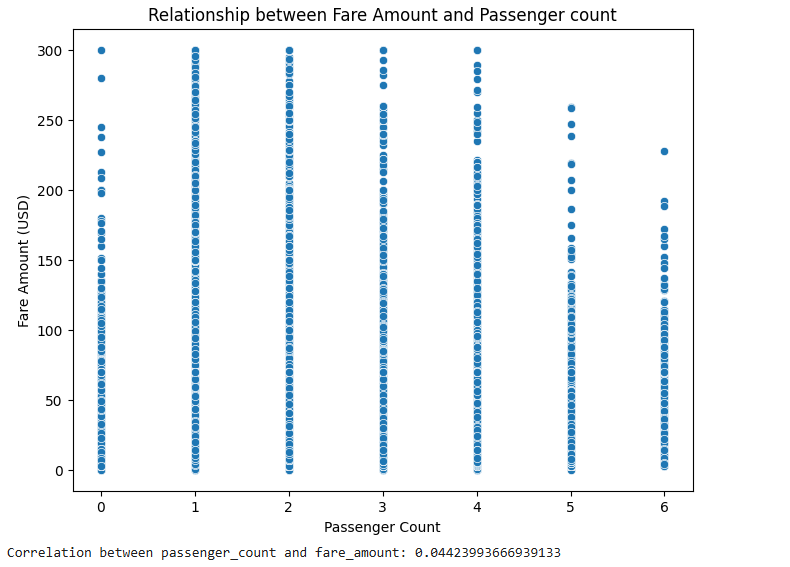 Relationship between Fare Amount and Passenger count
300
250
200
150
100
50
0
Fare Amount (USD)
0 1 2 3 4 5 6
Passenger Count
Correlation between passenger_count and fare_amount: 0.04423993666939133